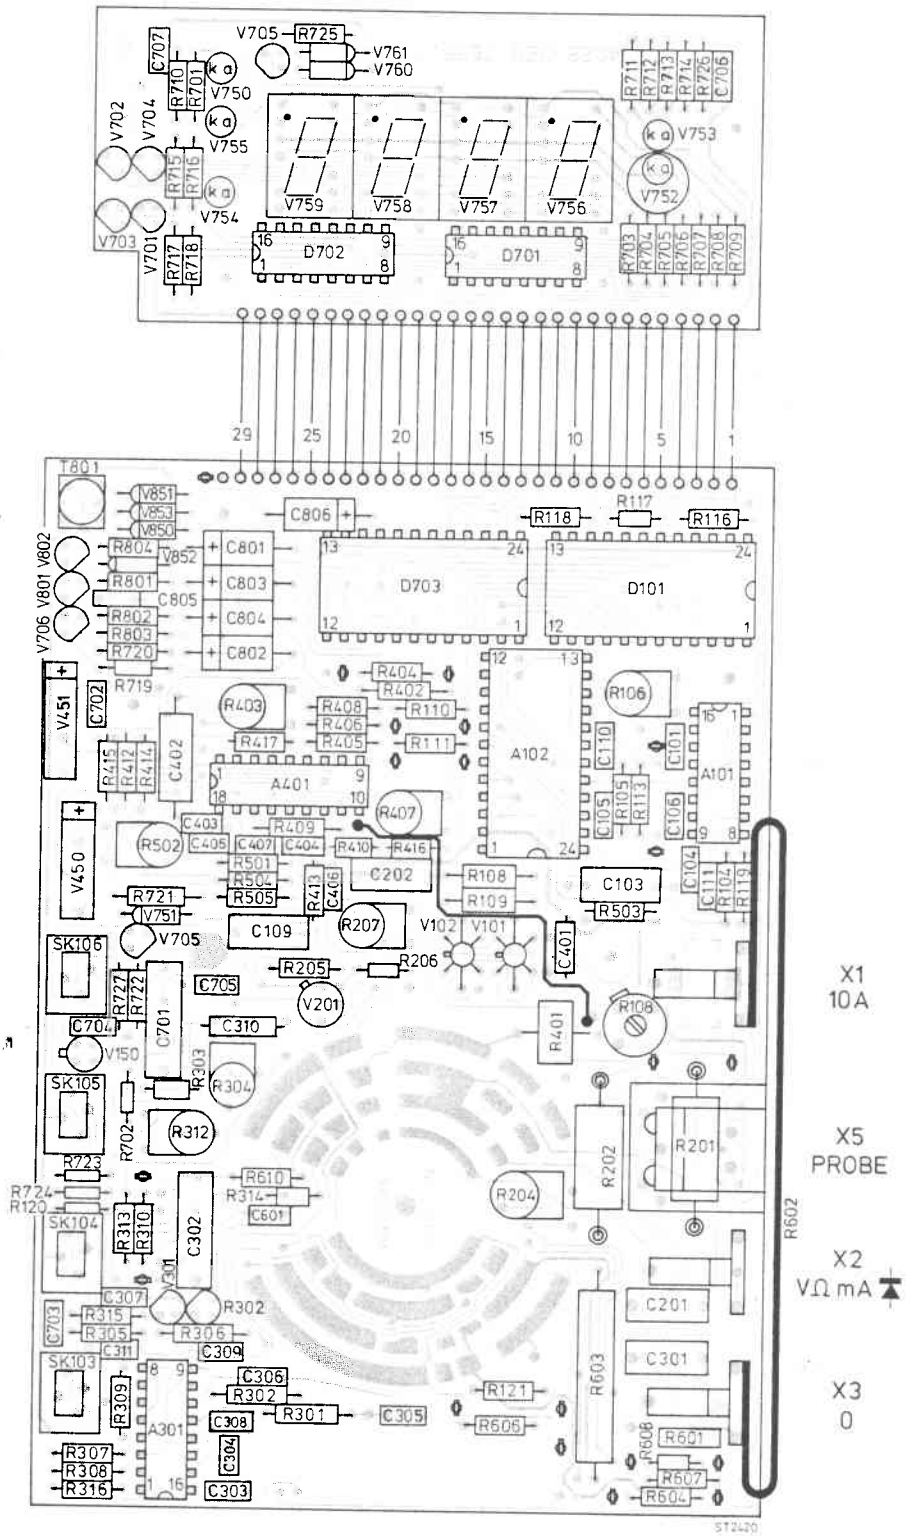 V705 R725
C707 V761
V760
R710 R701 k a V750
R711 R712 R713 R714 R726 C706
V702 V704
k a V755
k a V753
R715 R716 k a V754
k a V752
V759 V758 V757 V756
V703 V701
R717 R718
16 9 D702 1 8
16 9 D701 1 8
R703 R704 R705 R706 R707 R708 R709
29 25 20 15 10 5 1
T801
V851
V853
V850
C806 +
R118 R117 R116
V802 R804 V852
+ C801
13 24 D703 12 1
13 24 D101 12 1
V801 R801
+ C803
C805
V706 R802
+ C804
R803
R720
+ C802
R719
+ V451
C702
R404
R402
12 13 A102 1 24
R106
R403
R408 R110
R406
R417 R405 R111
C110 C101
16 1 A101 9 8
R415 R412 R414 C402
1 9 A401 18 10
C105 R105 R113 C106
R407
+ V450
R502
C403 R409
C405 C407 C404 R410 R416
R501
R504
R505
R413 C406
C202
R108
R109
C103
R503
C104 C111 R104 R119
R721
V751
V705
C109
R207
V102 V101
C401
SK106
R727 R722
C705
R205 R206
V201
X1
10A
C704
C701
C310
R401
R108
V150
R303
R304
SK105
R702
R312
R202
R201
X5
PROBE
R723
R724
R120
R610
R314
C601
R204
R602
SK104
R313 R310
C302
X2
VΩ mA
V301
C307
R302
C703
R315
R305 R306
C311 C309
C201
SK103
C301
R603
8 9 A301 1 16
R309
C306
R302
R301
C308
C305
R121
R606
X3
0
R608 R601
R307
R308
R316
C304
C303
R607
R604
ST2420